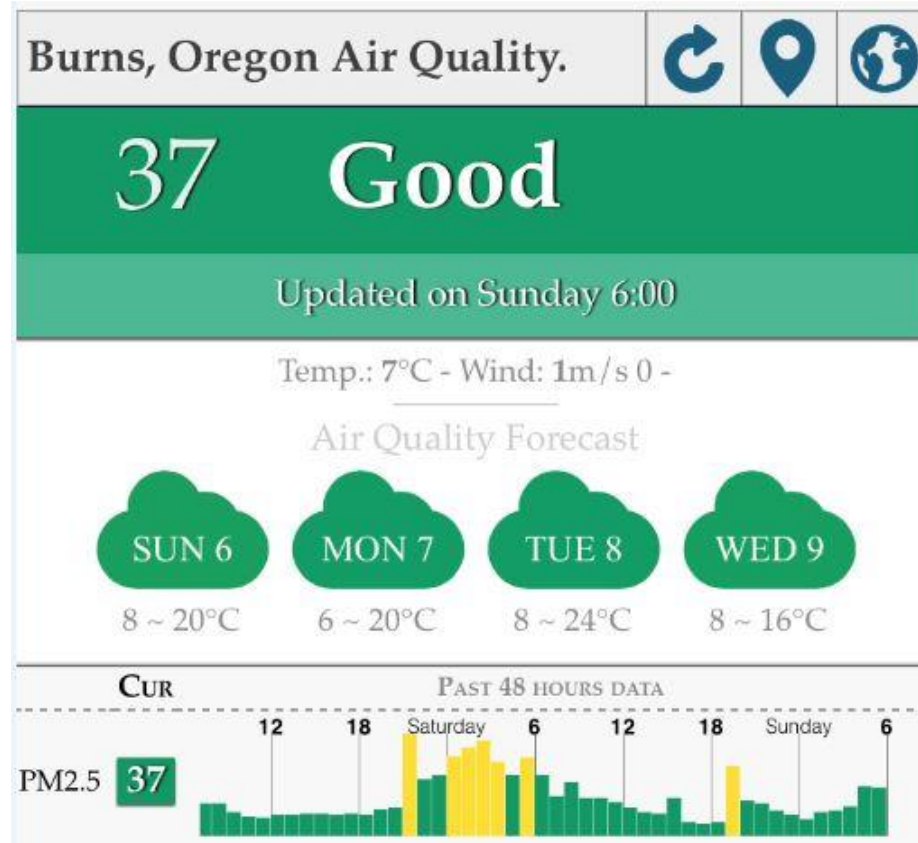 Burns, Oregon Air Quality.
37 Good
Updated on Sunday 6:00
Temp.: 7°C - Wind: 1m/s 0 -
Air Quality Forecast
SUN 6 MON 7 TUE 8 WED 9
8 ~ 20°C 6 ~ 20°C 8 ~ 24°C 8 ~ 16°C
CUR PAST 48 HOURS DATA
12 18 Saturday 6 12 18 Sunday 6
PM2.5 37